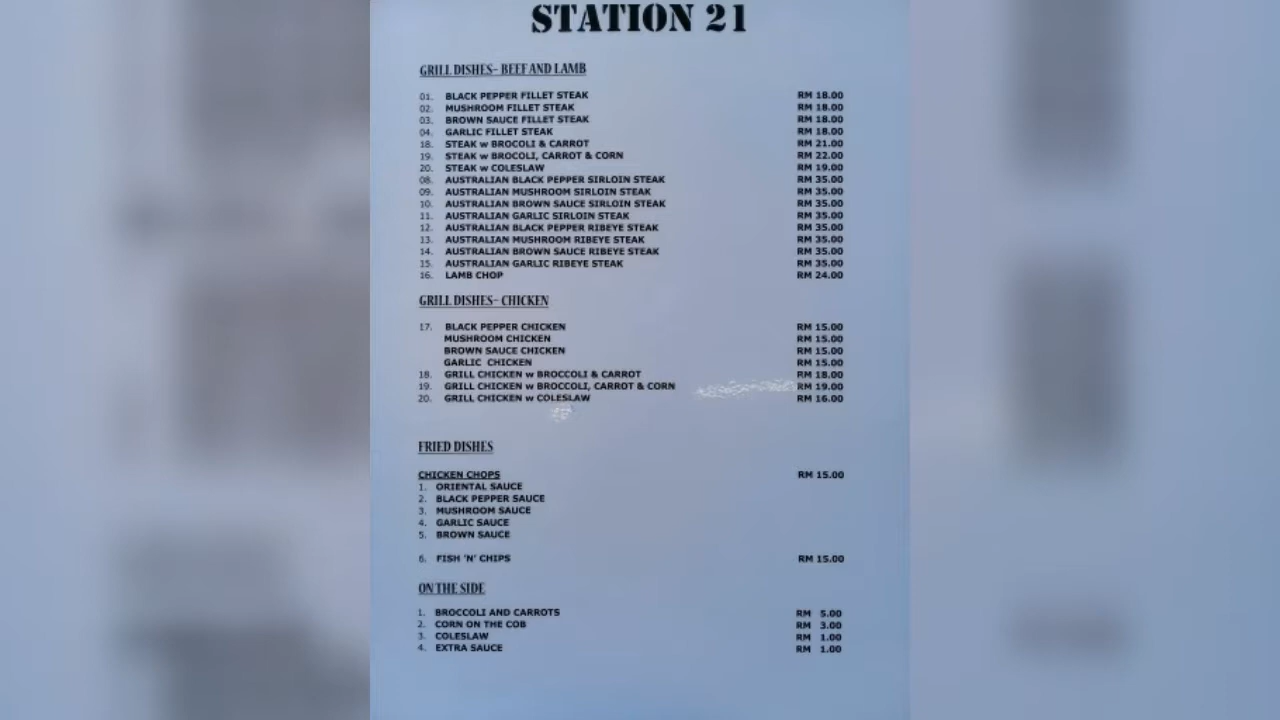 STATION 21
GRILL DISHES- BEEF AND LAMB
01. BLACK PEPPER FILLET STEAK RM 18.00
02. MUSHROOM FILLET STEAK RM 18.00
03. BROWN SAUCE FILLET STEAK RM 18.00
04. GARLIC FILLET STEAK RM 18.00
18. STEAK w BROCOLI & CARROT RM 21.00
19. STEAK w BROCOLI, CARROT & CORN RM 22.00
20. STEAK w COLESLAW RM 19.00
08. AUSTRALIAN BLACK PEPPER SIRLOIN STEAK RM 35.00
09. AUSTRALIAN MUSHROOM SIRLOIN STEAK RM 35.00
10. AUSTRALIAN BROWN SAUCE SIRLOIN STEAK RM 35.00
11. AUSTRALIAN GARLIC SIRLOIN STEAK RM 35.00
12. AUSTRALIAN BLACK PEPPER RIBEYE STEAK RM 35.00
13. AUSTRALIAN MUSHROOM RIBEYE STEAK RM 35.00
14. AUSTRALIAN BROWN SAUCE RIBEYE STEAK RM 35.00
15. AUSTRALIAN GARLIC RIBEYE STEAK RM 35.00
16. LAMB CHOP RM 24.00
GRILL DISHES- CHICKEN
17. BLACK PEPPER CHICKEN RM 15.00
MUSHROOM CHICKEN RM 15.00
BROWN SAUCE CHICKEN RM 15.00
GARLIC CHICKEN RM 15.00
18. GRILL CHICKEN w BROCCOLI & CARROT RM 18.00
19. GRILL CHICKEN w BROCCOLI, CARROT & CORN RM 19.00
20. GRILL CHICKEN w COLESLAW RM 16.00
FRIED DISHES
CHICKEN CHOPS RM 15.00
1. ORIENTAL SAUCE
2. BLACK PEPPER SAUCE
3. MUSHROOM SAUCE
4. GARLIC SAUCE
5. BROWN SAUCE
6. FISH 'N' CHIPS RM 15.00
ON THE SIDE
1. BROCCOLI AND CARROTS RM 5.00
2. CORN ON THE COB RM 3.00
3. COLESLAW RM 1.00
4. EXTRA SAUCE RM 1.00